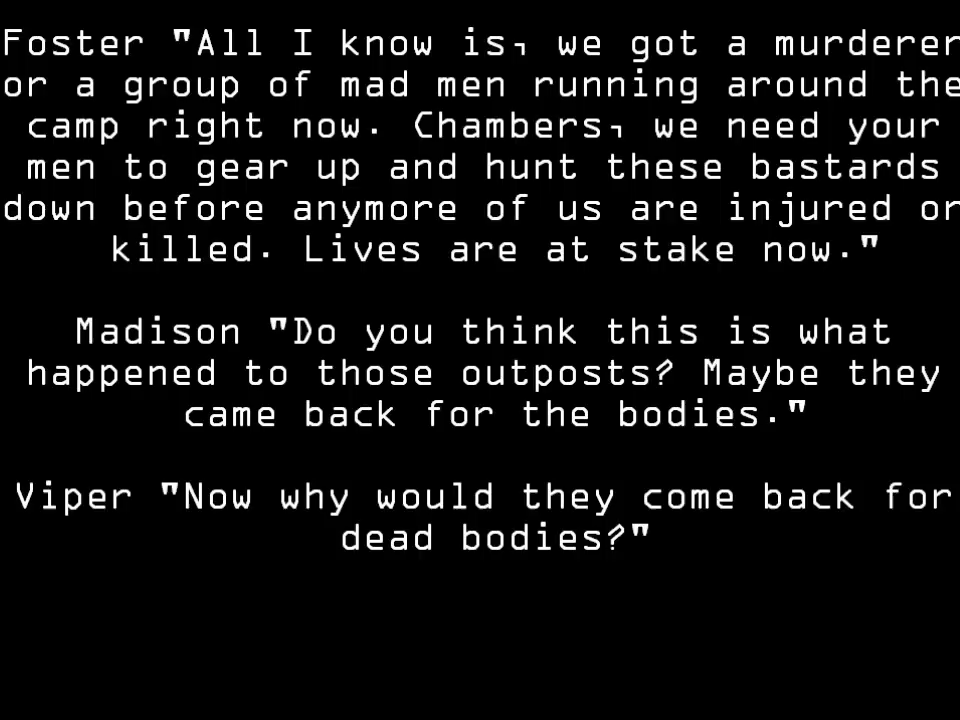 Foster "All I know is, we got a murderer
or a group of mad men running around the
camp right now. Chambers, we need your
men to gear up and hunt these bastards
down before anymore of us are injured or
killed. Lives are at stake now."
Madison "Do you think this is what
happened to those outposts? Maybe they
came back for the bodies."
Viper "Now why would they come back for
dead bodies?"